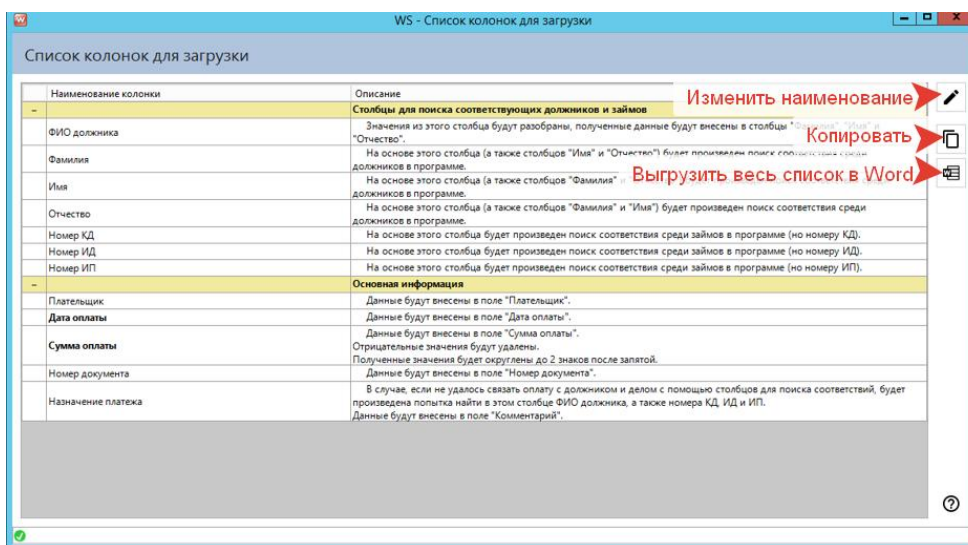 WS - Список колонок для загрузки
Список колонок для загрузки
Наименование колонки Описание
Изменить наименование
Столбцы для поиска соответствующих должников и займов
ФИО должника
Значения из этого столбца будут разобраны, полученные данные будут внесены в столбцы "Фамилия", "Имя" и
"Отчество".
Копировать
Фамилия
На основе этого столбца (а также столбцов "Имя" и "Отчество") будет произведен поиск соответствия среди
должников в программе.
Выгрузить весь список в Word
Имя
На основе этого столбца (а также столбцов "Фамилия"
должников в программе.
Отчество
На основе этого столбца (а также столбцов "Фамилия" и "Имя") будет произведен поиск соответствия среди
должников в программе.
Номер КД На основе этого столбца будет произведен поиск соответствия среди займов в программе (но номеру КД).
Номер ИД На основе этого столбца будет произведен поиск соответствия среди займов в программе (но номеру ИД).
Номер ИП На основе этого столбца будет произведен поиск соответствия среди займов в программе (но номеру ИП).
Основная информация
Плательщик Данные будут внесены в поле "Плательщик".
Дата оплаты Данные будут внесены в поле "Дата оплаты".
Сумма оплаты
Данные будут внесены в поле "Сумма оплаты".
Отрицательные значения будут удалены.
Полученные значения будет округлены до 2 знаков после запятой.
Номер документа Данные будут внесены в поле "Номер документа".
Назначение платежа
В случае, если не удалось связать оплату с должником и делом с помощью столбцов для поиска соответствий, будет
произведена попытка найти в этом столбце ФИО должника, а также номера КД, ИД и ИП.
Данные будут внесены в поле "Комментарий".